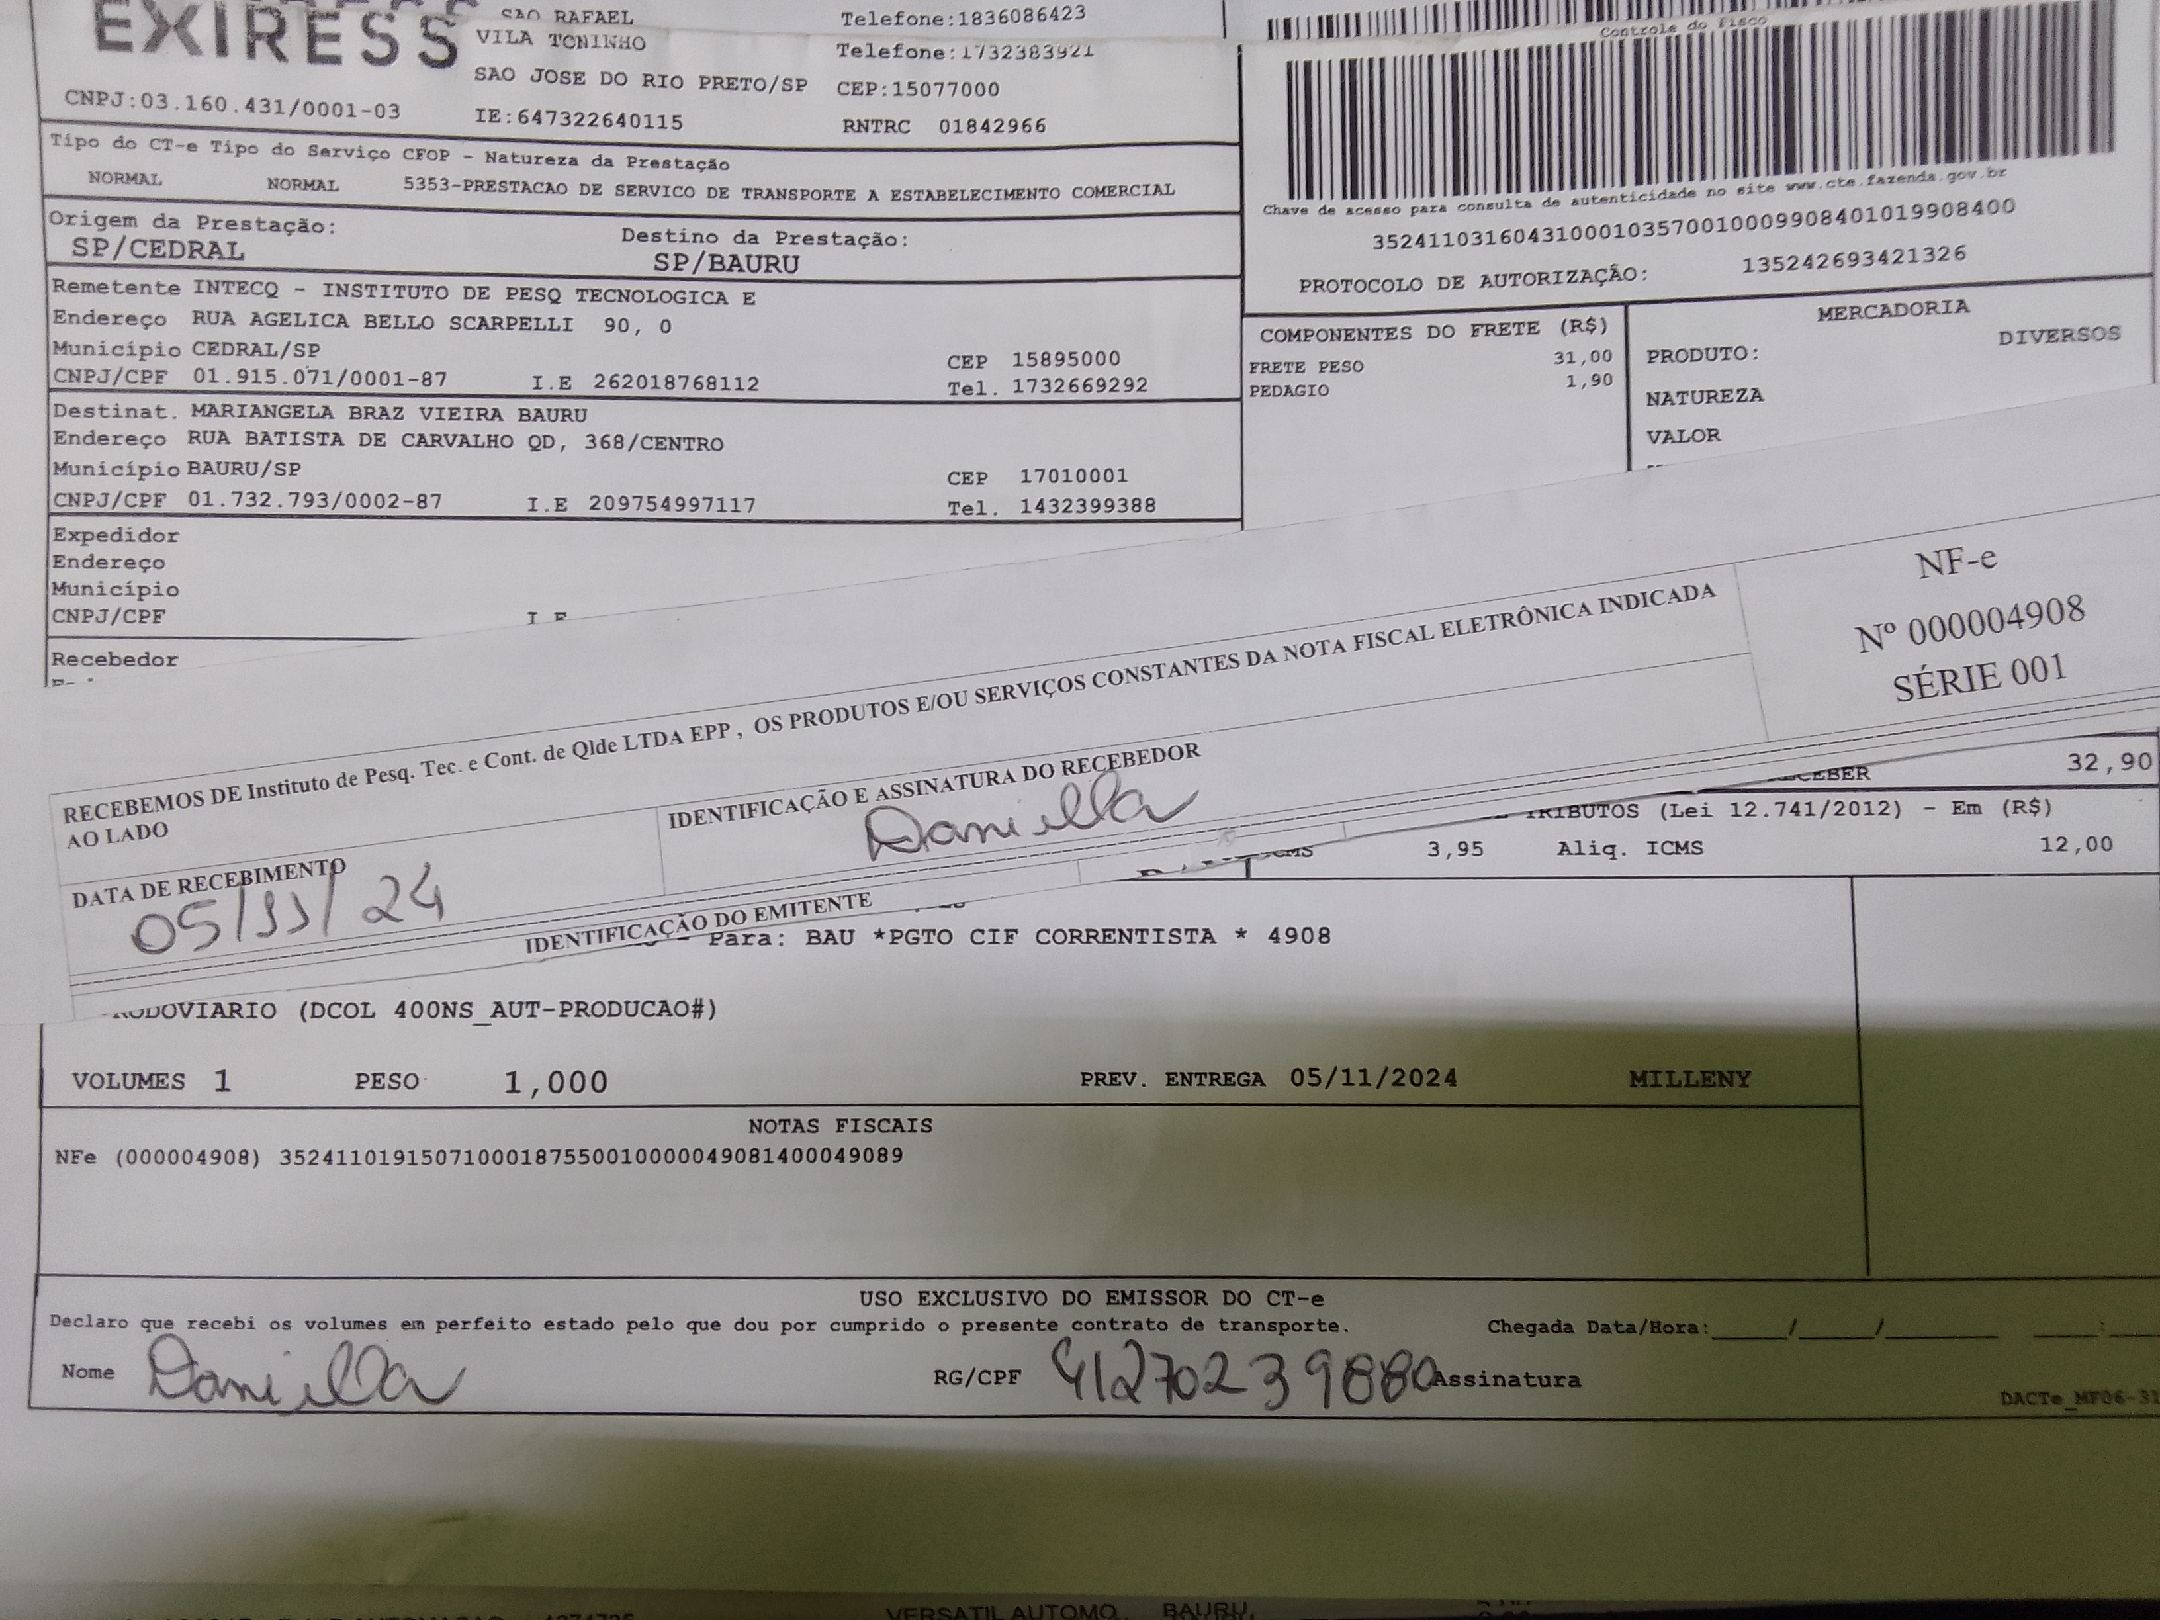 EXIRESS
SAO RAFAEL
Telefone:1836086423
VILA TONINHO
Telefone:1732383921
SAO JOSE DO RIO PRETO/SP CEP:15077000
CNPJ:03.160.431/0001-03
IE:647322640115
RNTRC 01842966
Tipo do CT-e Tipo do Serviço CFOP - Natureza da Prestação
NORMAL NORMAL 5353-PRESTACAO DE SERVICO DE TRANSPORTE A ESTABELECIMENTO COMERCIAL
Origem da Prestação: Destino da Prestação:
SP/CEDRAL SP/BAURU
Remetente INTECQ - INSTITUTO DE PESQ TECNOLOGICA E
Endereço RUA AGELICA BELLO SCARPELLI 90, 0
Município CEDRAL/SP CEP 15895000
CNPJ/CPF 01.915.071/0001-87 I.E 262018768112 Tel. 1732669292
Destinat. MARIANGELA BRAZ VIEIRA BAURU
Endereço RUA BATISTA DE CARVALHO QD, 368/CENTRO
Município BAURU/SP CEP 17010001
CNPJ/CPF 01.732.793/0002-87 I.E 209754997117 Tel. 1432399388
Expedidor
Endereço
Município
CNPJ/CPF
Recebedor
Controle do Fisco
Chave de acesso para consulta de autenticidade no site www.cte.fazenda.gov.br
35241103160431000103570010009908401019908400
PROTOCOLO DE AUTORIZAÇÃO: 135242693421326
COMPONENTES DO FRETE (R$)
FRETE PESO 31,00
PEDAGIO 1,90
MERCADORIA
PRODUTO: DIVERSOS
NATUREZA
VALOR
RECEBEMOS DE Instituto de Pesq. Tec. e Cont. de Qlde LTDA EPP , OS PRODUTOS E/OU SERVIÇOS CONSTANTES DA NOTA FISCAL ELETRÔNICA INDICADA
AO LADO
NF-e
Nº 000004908
SÉRIE 001
DATA DE RECEBIMENTO
05/11/24
IDENTIFICAÇÃO E ASSINATURA DO RECEBEDOR
Daniella
IDENTIFICAÇÃO DO EMITENTE
32,90
(Lei 12.741/2012) - Em (R$)
3,95 Aliq. ICMS 12,00
Para: BAU *PGTO CIF CORRENTISTA * 4908
(DCOL 400NS_AUT-PRODUCAO#)
VOLUMES 1 PESO 1,000 PREV. ENTREGA 05/11/2024 MILLENY
NOTAS FISCAIS
NFe (000004908) 35241101915071000187550010000049081400049089
USO EXCLUSIVO DO EMISSOR DO CT-e
Declaro que recebi os volumes em perfeito estado pelo que dou por cumprido o presente contrato de transporte. Chegada Data/Hora:____/____/________ ____:____
Nome Daniella RG/CPF 41270239880 Assinatura
DACTe_MF06-31
VERSATIL AUTOMO BAURU,